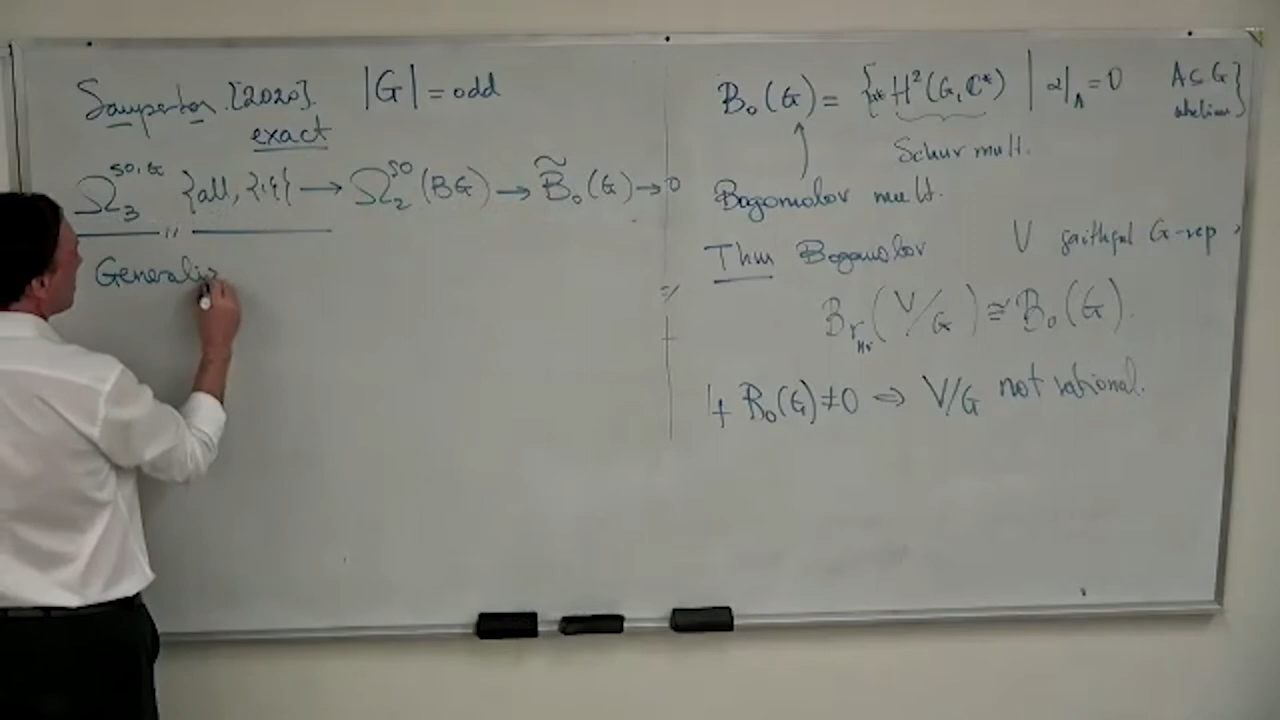 Samperton [2020]. |G| = odd
exact
Ω₃^{SO,G} {all, {1}} → Ω₂^{SO}(BG) → B̃₀(G) → 0
Generaliz
B₀(G) = { H²(G, ℂ*) | α|_A = 0 A ⊆ G abelian }
Schur mult.
Bogomolov mult.
Thm Bogomolov V faithful G-rep,
Br_{nr}(V/G) ≅ B₀(G).
If B₀(G) ≠ 0 ⇒ V/G not rational.